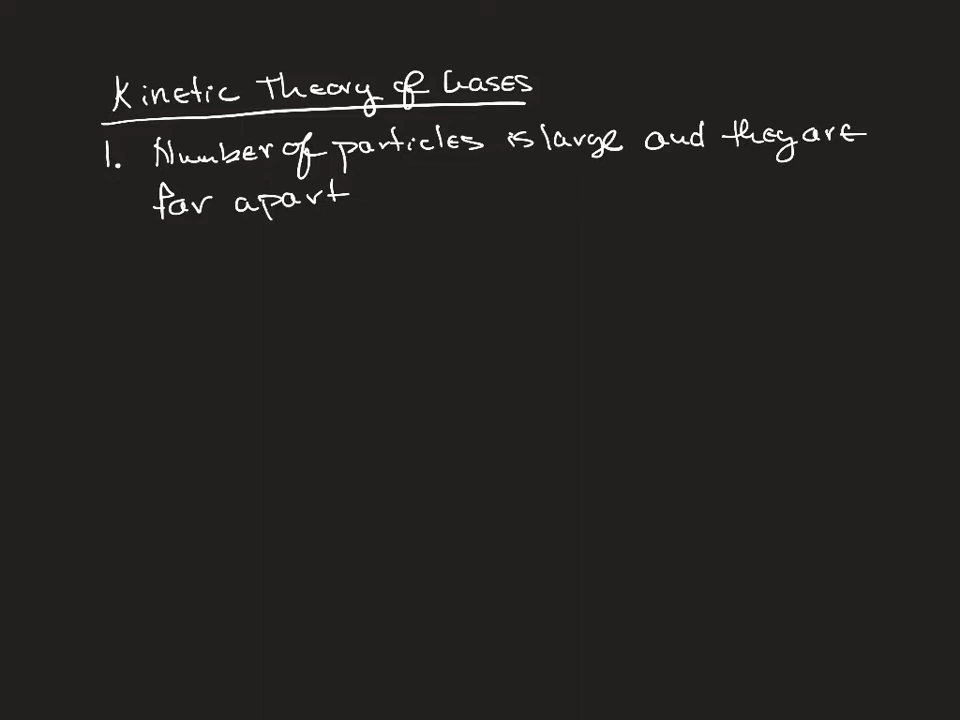 Kinetic Theory of Gases
1. Number of particles is large and they are
far apart